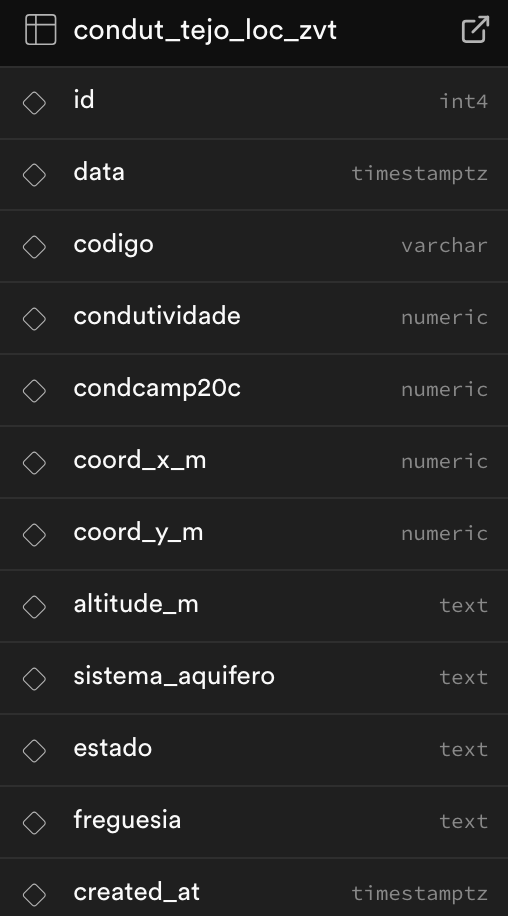 condut_tejo_loc_zvt
id int4
data timestamptz
codigo varchar
condutividade numeric
condcamp20c numeric
coord_x_m numeric
coord_y_m numeric
altitude_m text
sistema_aquifero text
estado text
freguesia text
created_at timestamptz